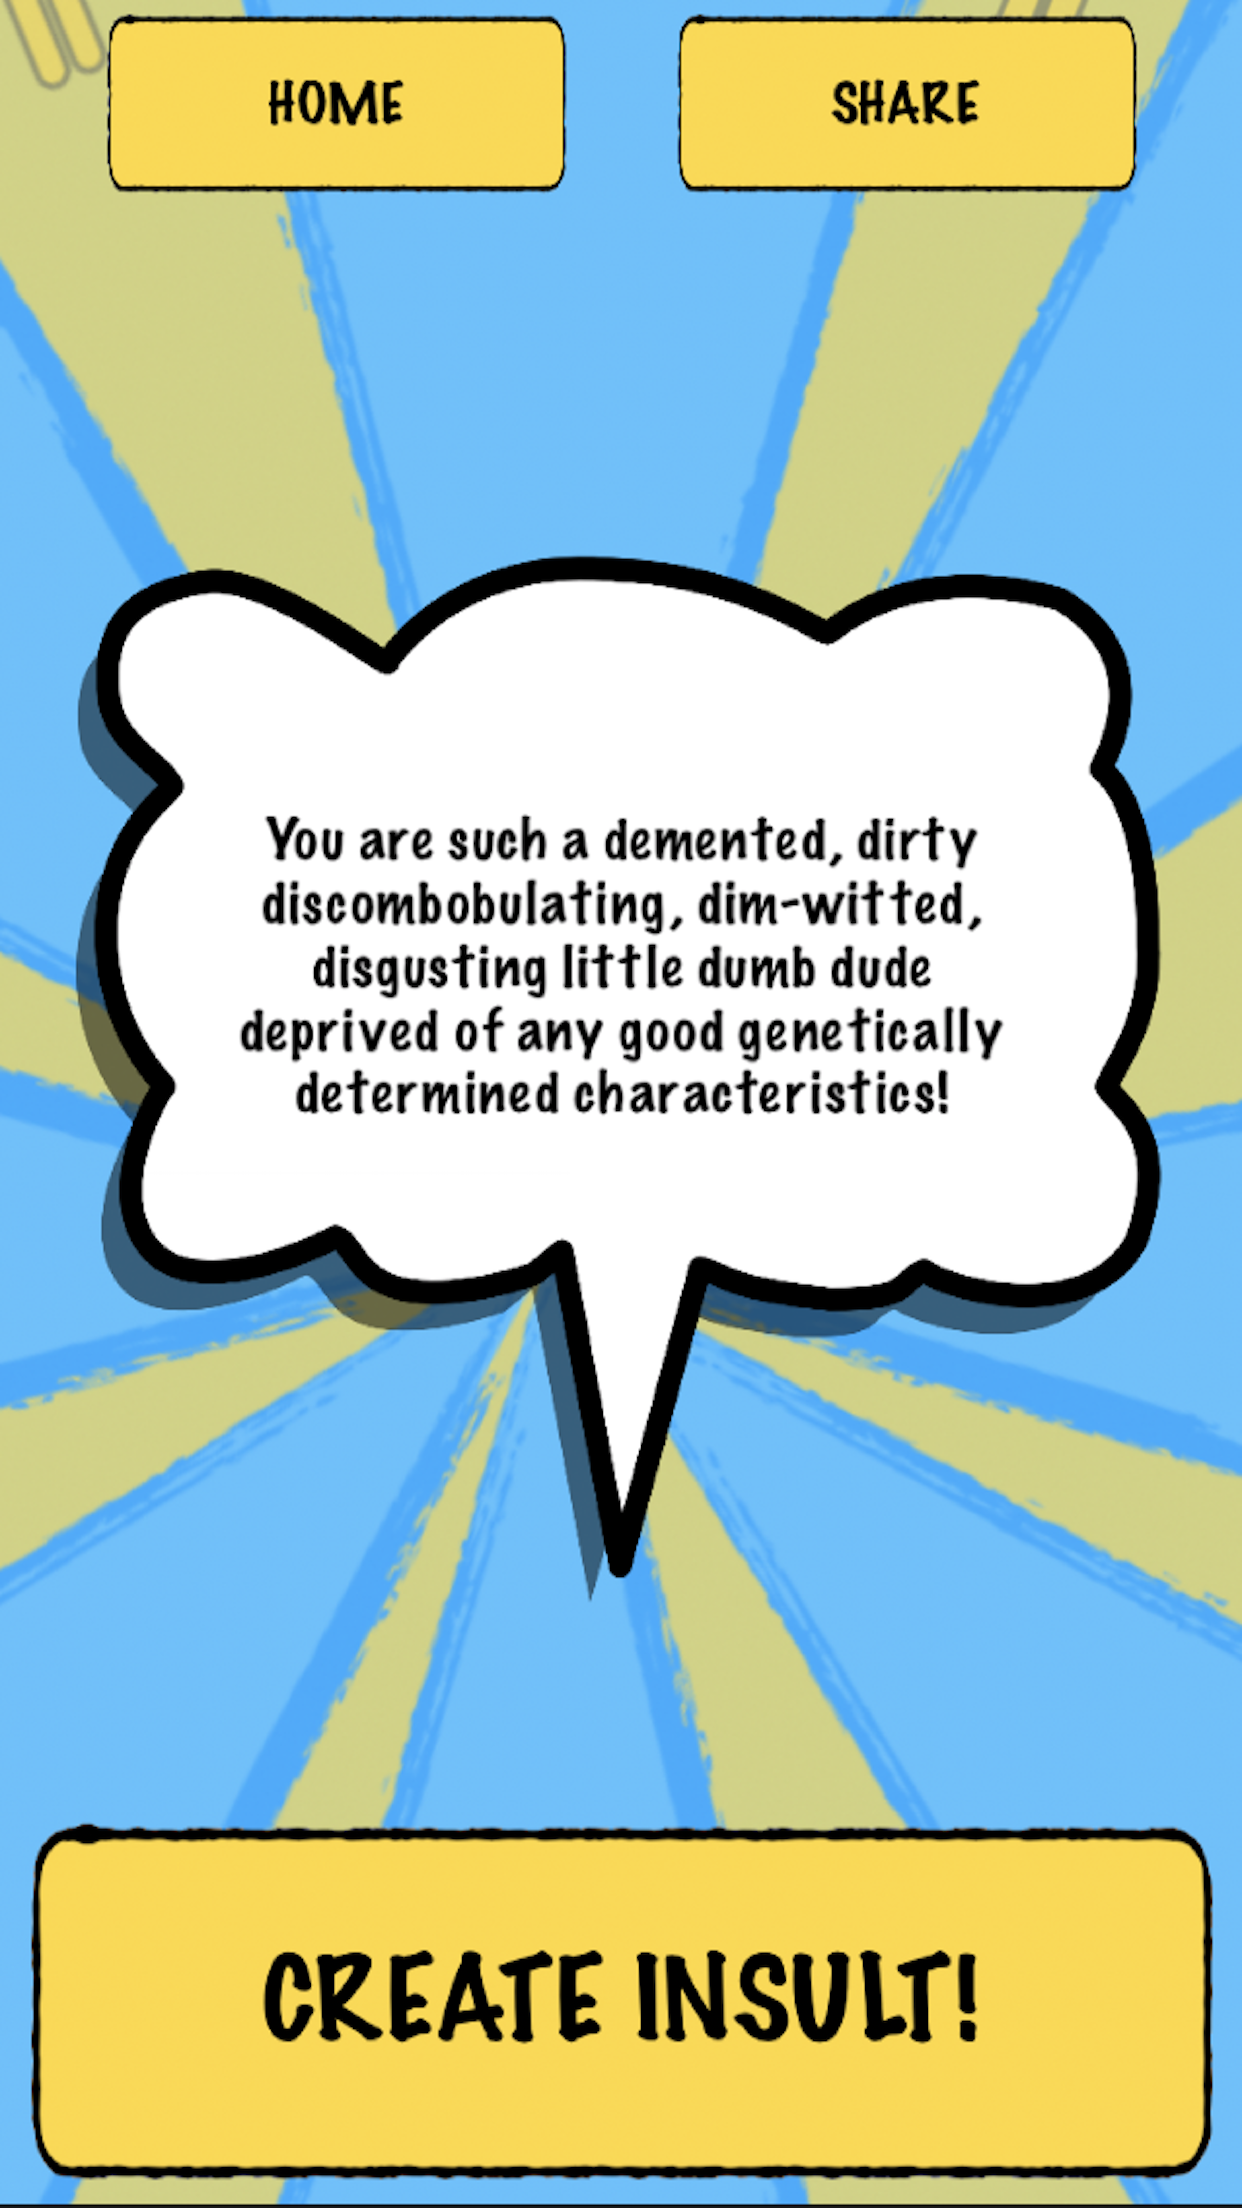 HOME
SHARE
You are such a demented, dirty
discombobulating, dim-witted,
disgusting little dumb dude
deprived of any good genetically
determined characteristics!
CREATE INSULT!